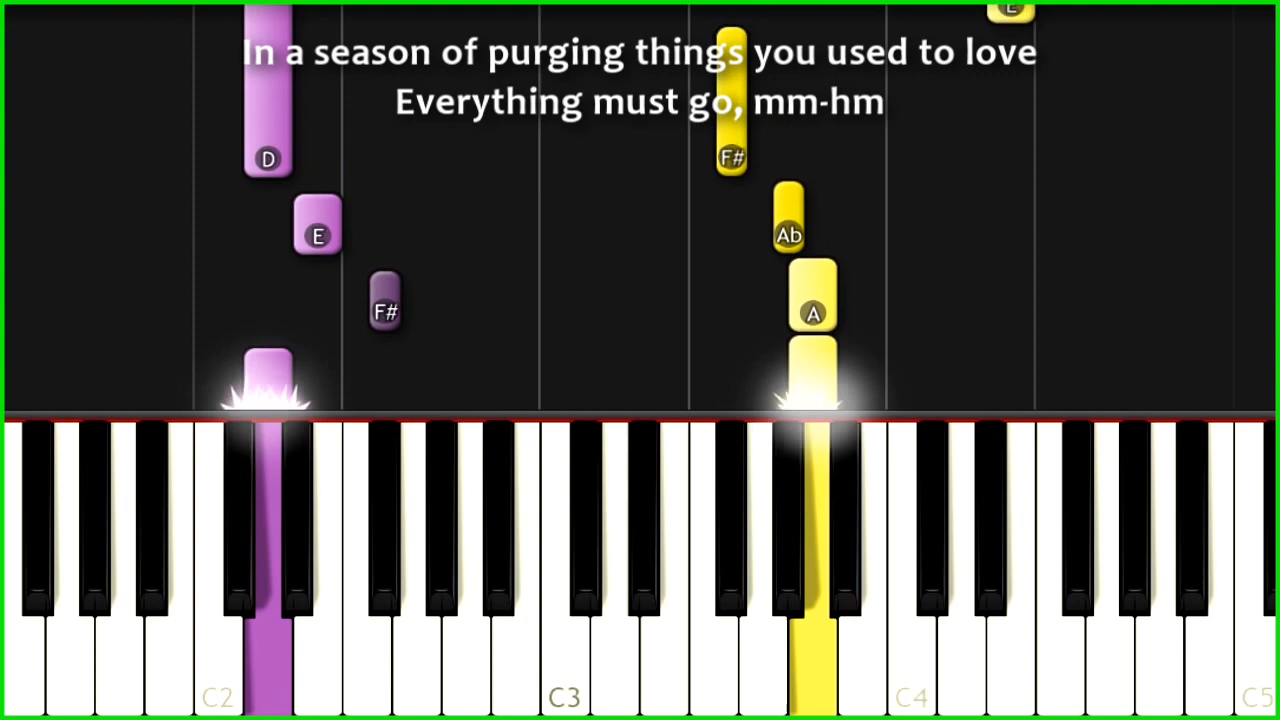 E
In a season of purging things you used to love
Everything must go, mm-hm
D
F#
E
Ab
F#
A
C2
C3
C4
C5